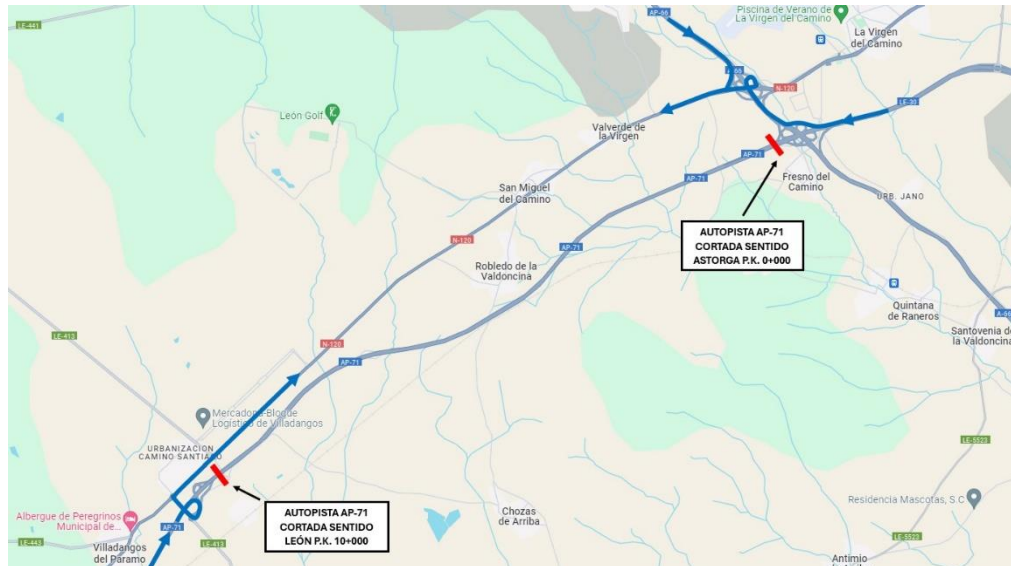 LE-441
AP-66
Piscina de Verano de
La Virgen del Camino
La Virgen
del Camino
A-66
N-120
LE-30
León Golf
Valverde de
la Virgen
AP-71
Fresno del
Camino
San Miguel
del Camino
AP-71
URB. JANO
AUTOPISTA AP-71
CORTADA SENTIDO
ASTORGA P.K. 0+000
N-120
AP-71
Robledo de la
Valdoncina
Quintana
de Raneros
A-66
Santovenia de
la Valdoncina
LE-413
N-120
AP-71
Mercadona-Bloque
Logístico de Villadangos
URBANIZACION
CAMINO SANTIAGO
LE-5523
AUTOPISTA AP-71
CORTADA SENTIDO
LEÓN P.K. 10+000
Chozas
de Arriba
Residencia Mascotas, S.C
Albergue de Peregrinos
Municipal de...
AP-71
LE-443
LE-413
Villadangos
del Páramo
LE-5523
Antimio